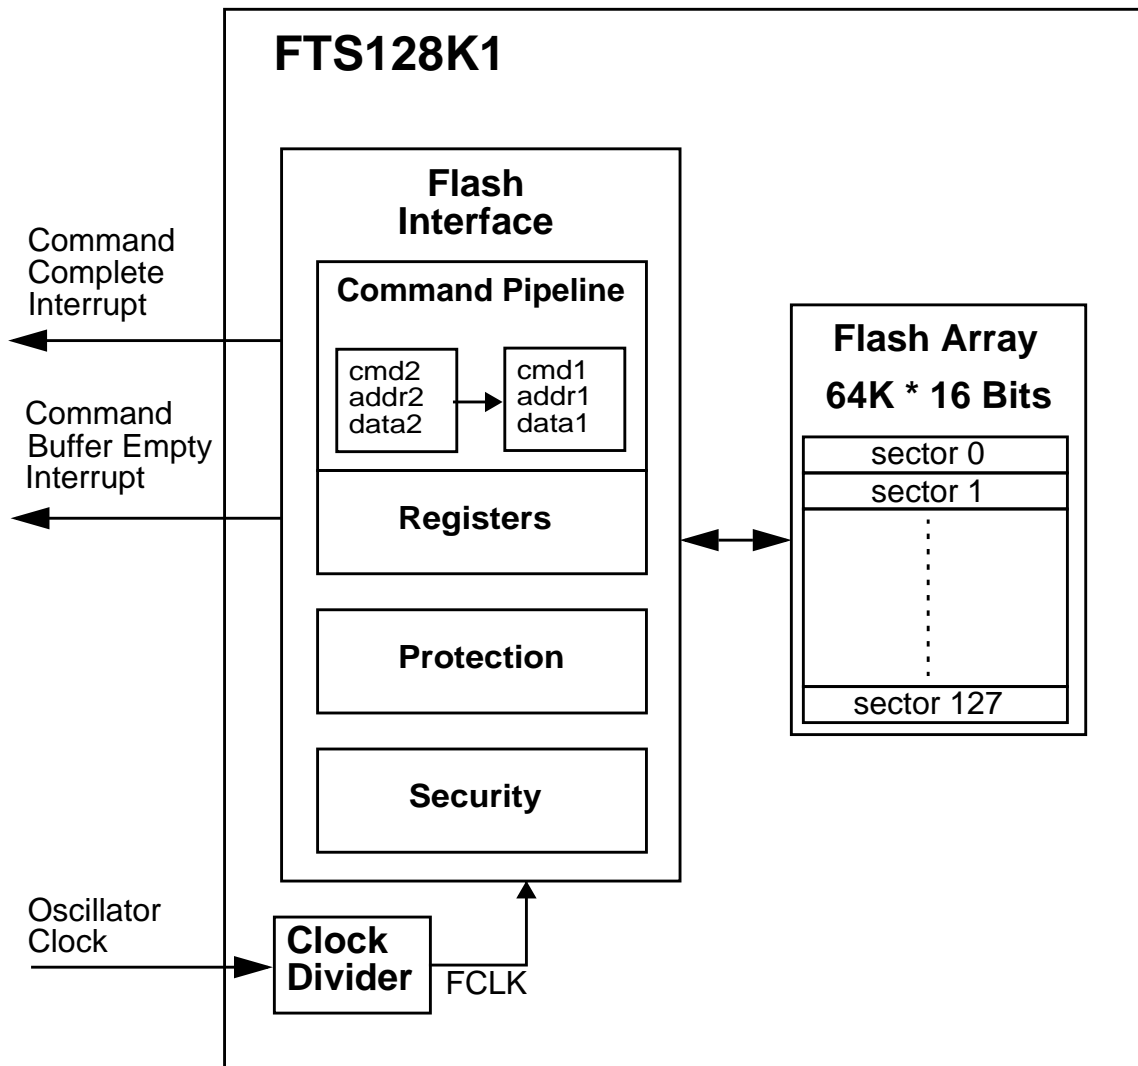 FTS128K1
Flash
Interface
Command
Complete
Interrupt
Command Pipeline
cmd2
addr2
data2
cmd1
addr1
data1
Command
Buffer Empty
Interrupt
Registers
Protection
Security
Flash Array
64K * 16 Bits
sector 0
sector 1
sector 127
Oscillator
Clock
Clock
Divider
FCLK